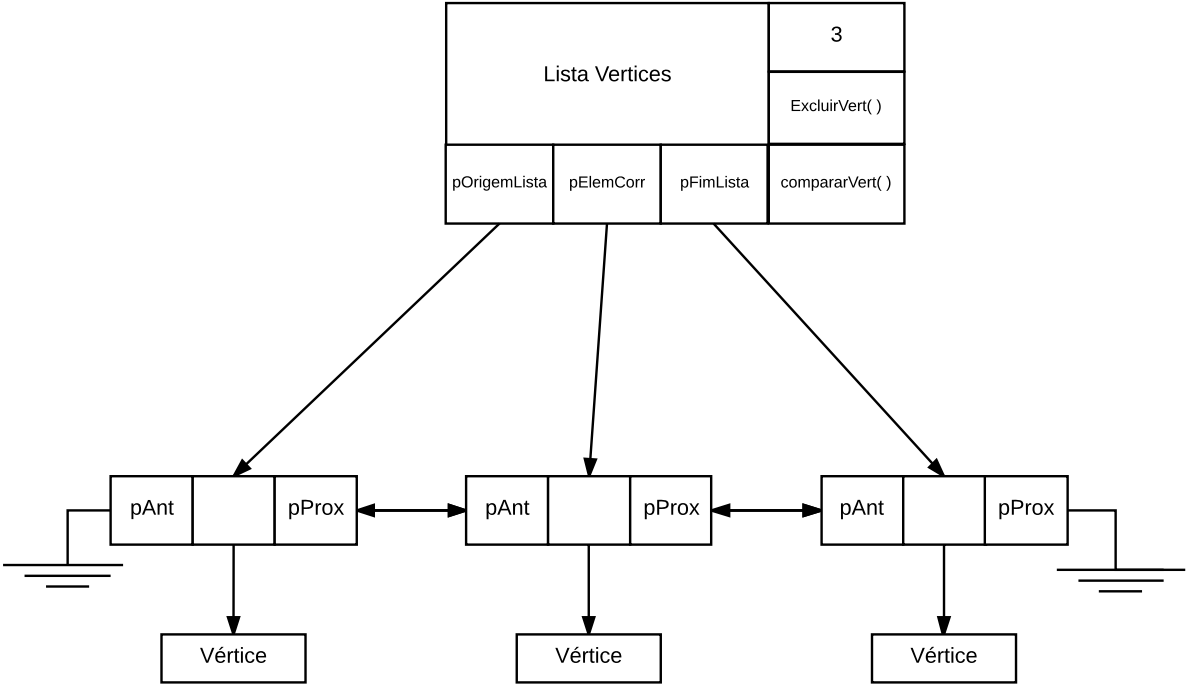 3
Lista Vertices
ExcluirVert( )
pOrigemLista
pElemCorr
pFimLista
compararVert( )
pAnt
pProx
pAnt
pProx
pAnt
pProx
Vértice
Vértice
Vértice